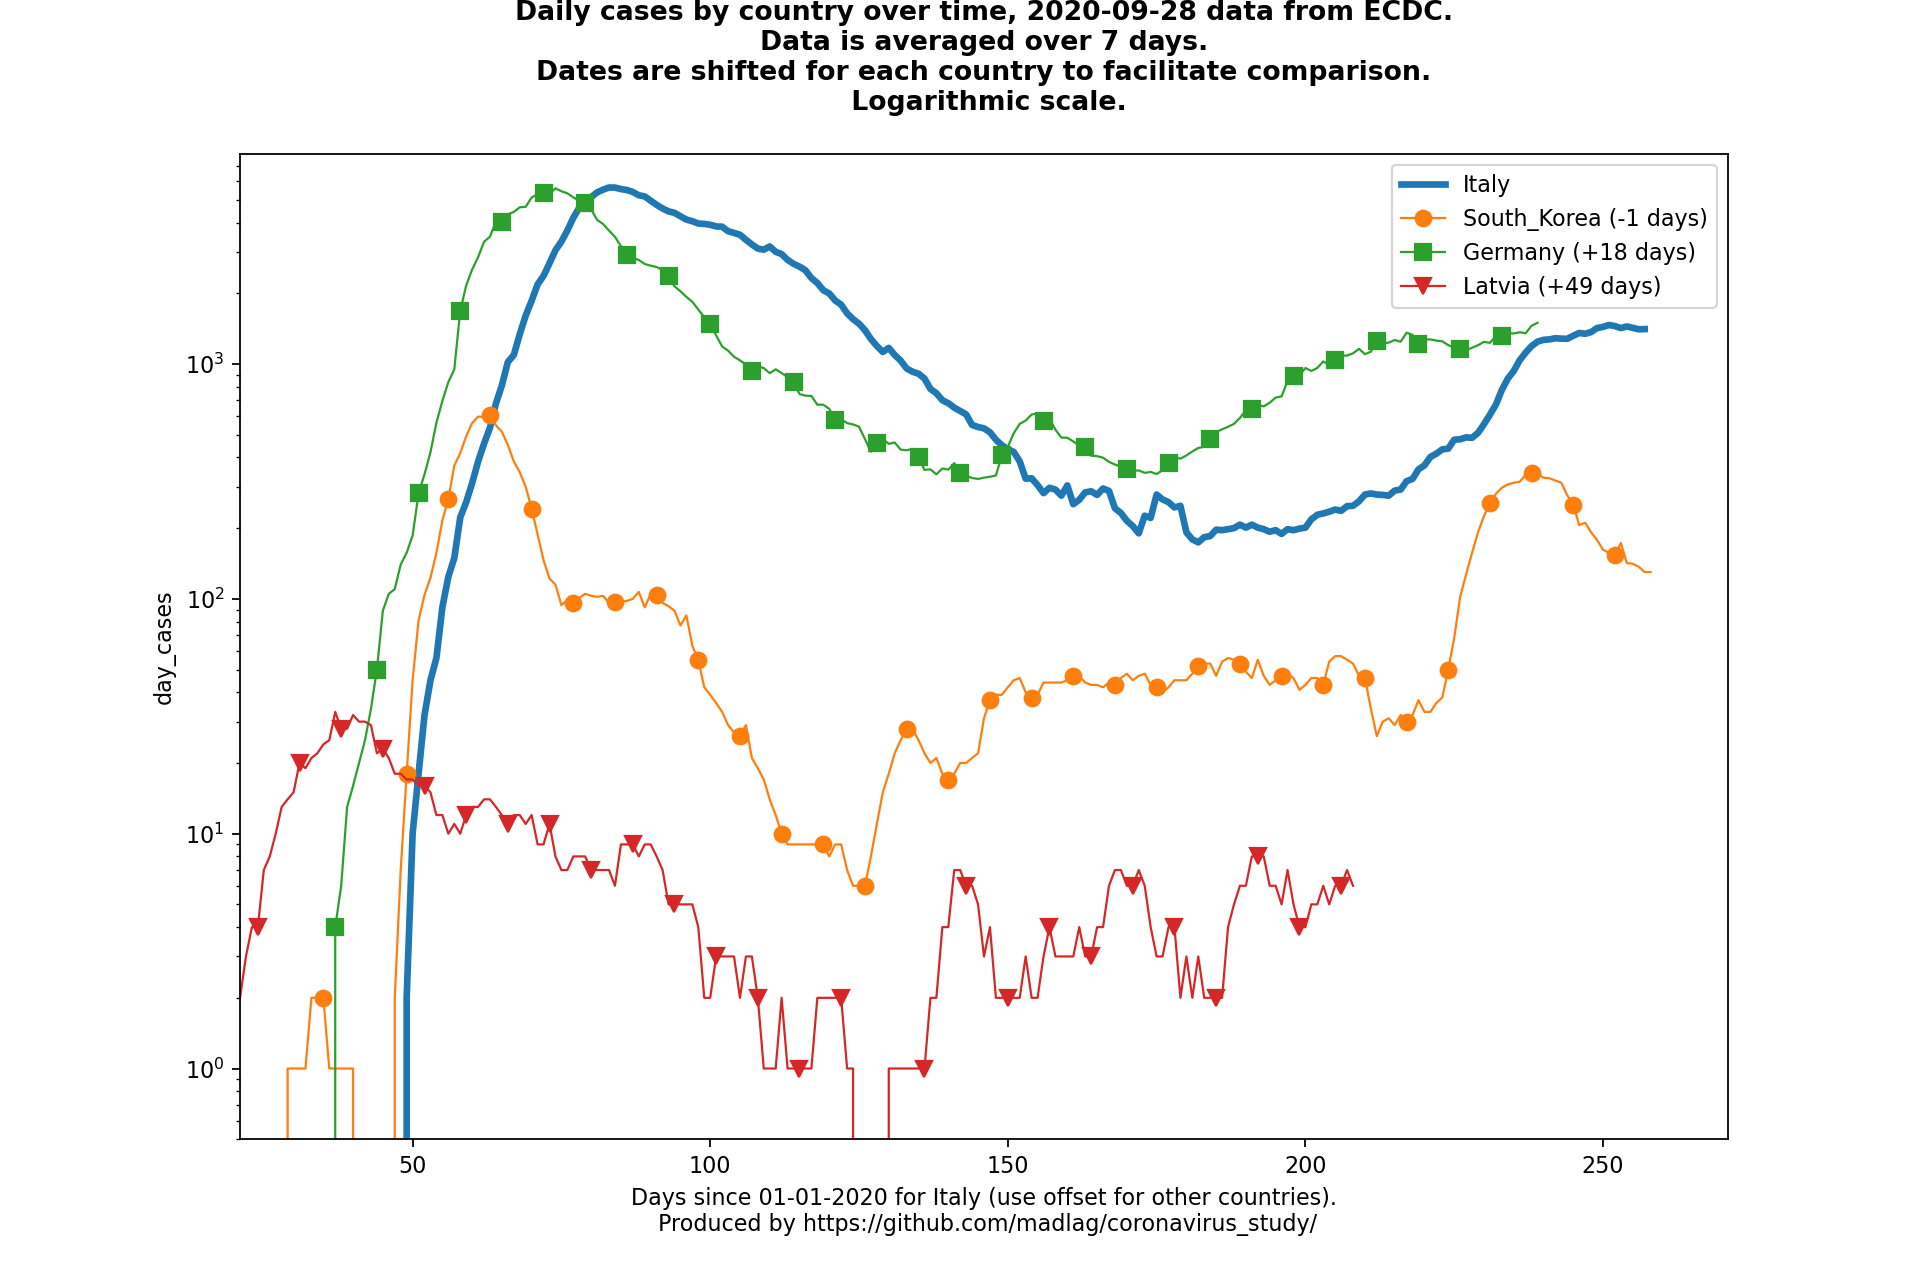 Daily cases by country over time, 2020-09-28 data from ECDC.
Data is averaged over 7 days.
Dates are shifted for each country to facilitate comparison.
Logarithmic scale.
Italy
South_Korea (-1 days)
Germany (+18 days)
Latvia (+49 days)
10³
10²
10¹
10⁰
day_cases
50 100 150 200 250
Days since 01-01-2020 for Italy (use offset for other countries).
Produced by https://github.com/madlag/coronavirus_study/